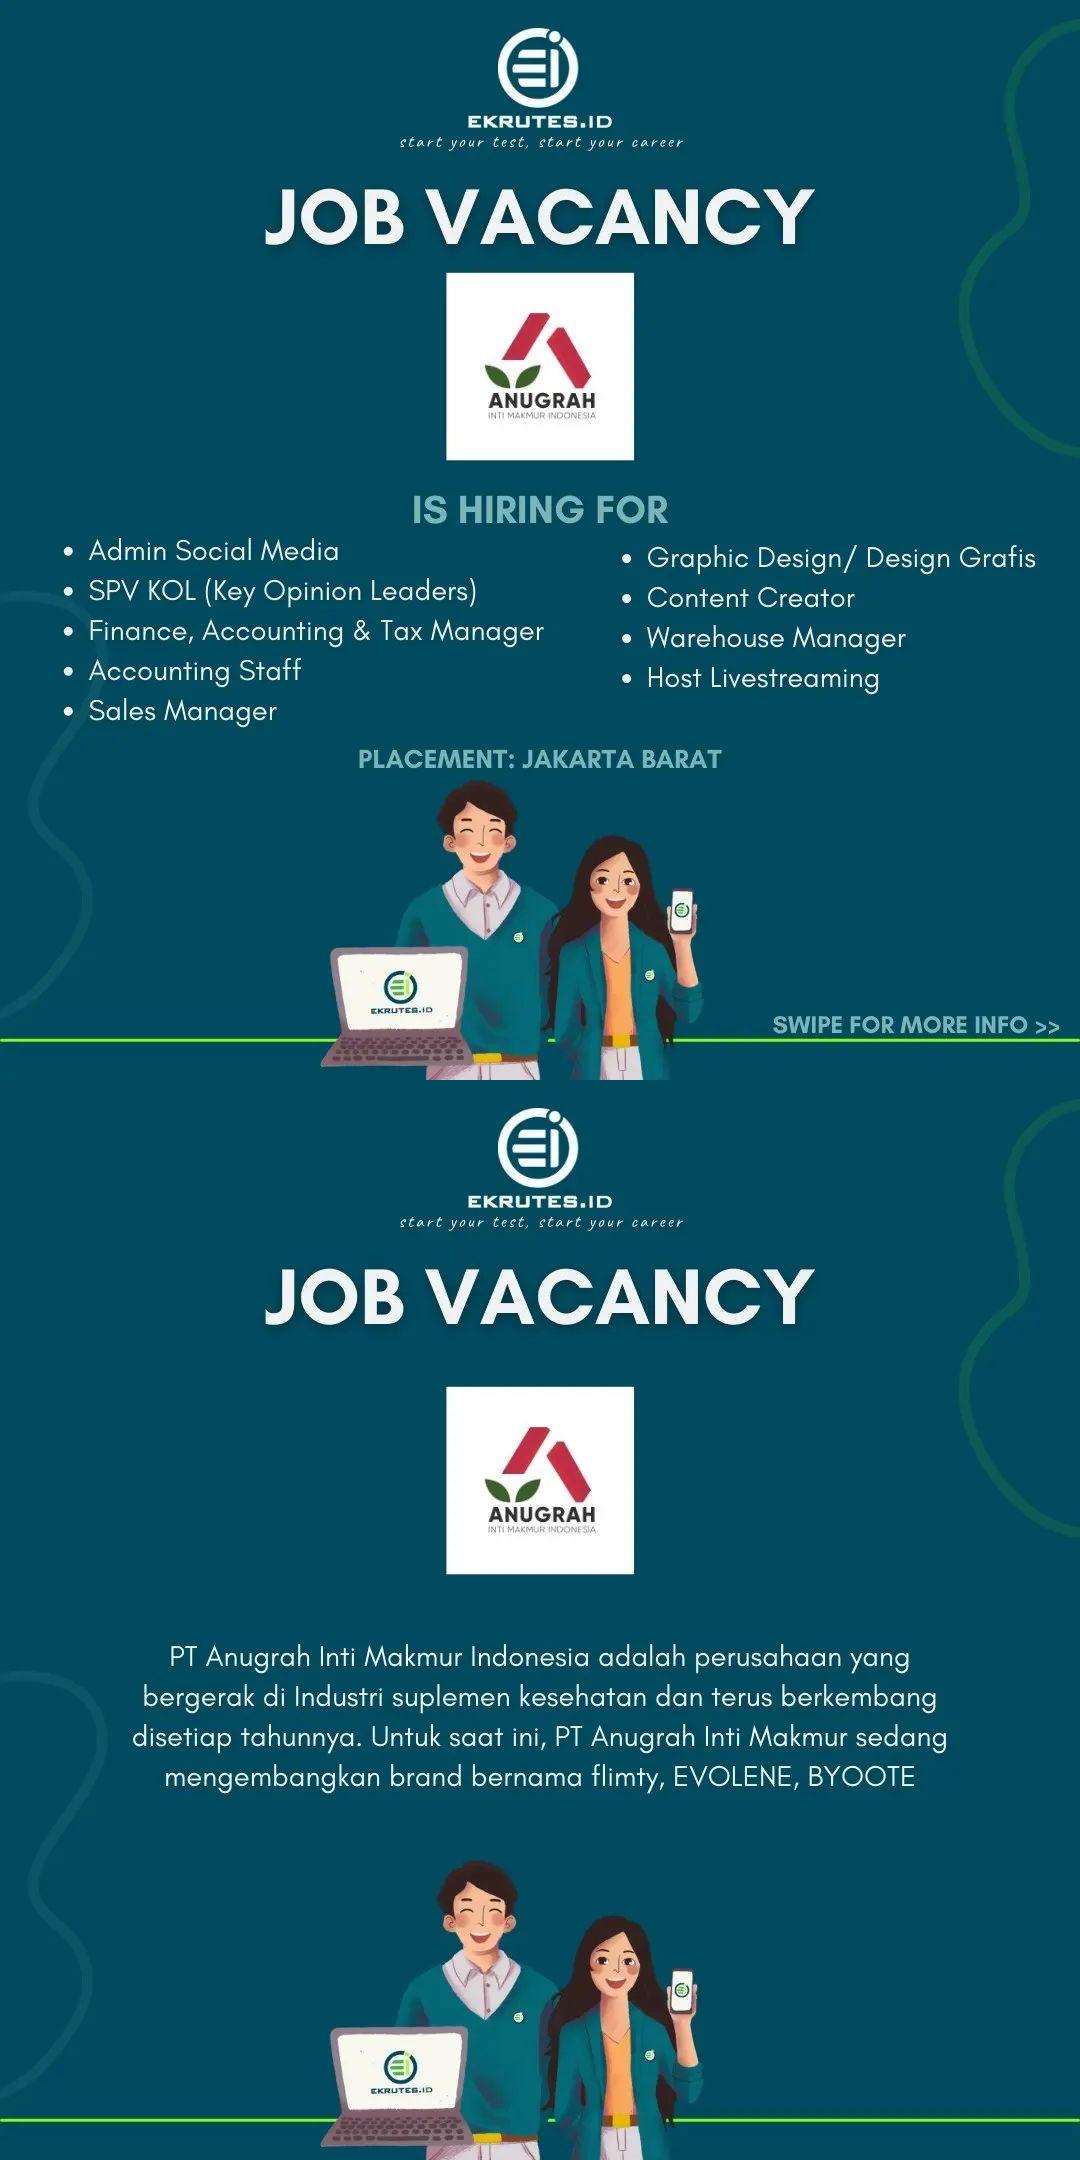 EKRUTES.ID
start your test, start your career
JOB VACANCY
ANUGRAH
INTI MAKMUR INDONESIA
IS HIRING FOR
• Admin Social Media
• SPV KOL (Key Opinion Leaders)
• Finance, Accounting & Tax Manager
• Accounting Staff
• Sales Manager
• Graphic Design/ Design Grafis
• Content Creator
• Warehouse Manager
• Host Livestreaming
PLACEMENT: JAKARTA BARAT
EKRUTES.ID
SWIPE FOR MORE INFO >>
EKRUTES.ID
start your test, start your career
JOB VACANCY
ANUGRAH
INTI MAKMUR INDONESIA
PT Anugrah Inti Makmur Indonesia adalah perusahaan yang
bergerak di Industri suplemen kesehatan dan terus berkembang
disetiap tahunnya. Untuk saat ini, PT Anugrah Inti Makmur sedang
mengembangkan brand bernama flimty, EVOLENE, BYOOTE
EKRUTES.ID